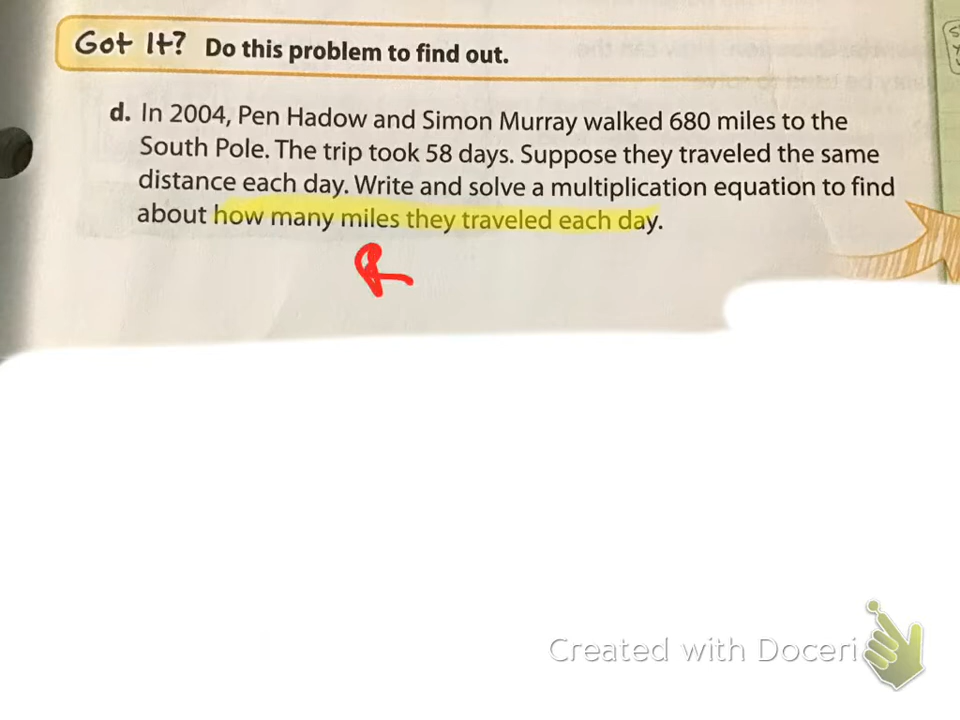 Got It? Do this problem to find out.
d. In 2004, Pen Hadow and Simon Murray walked 680 miles to the
South Pole. The trip took 58 days. Suppose they traveled the same
distance each day. Write and solve a multiplication equation to find
about how many miles they traveled each day.
Created with Doceri